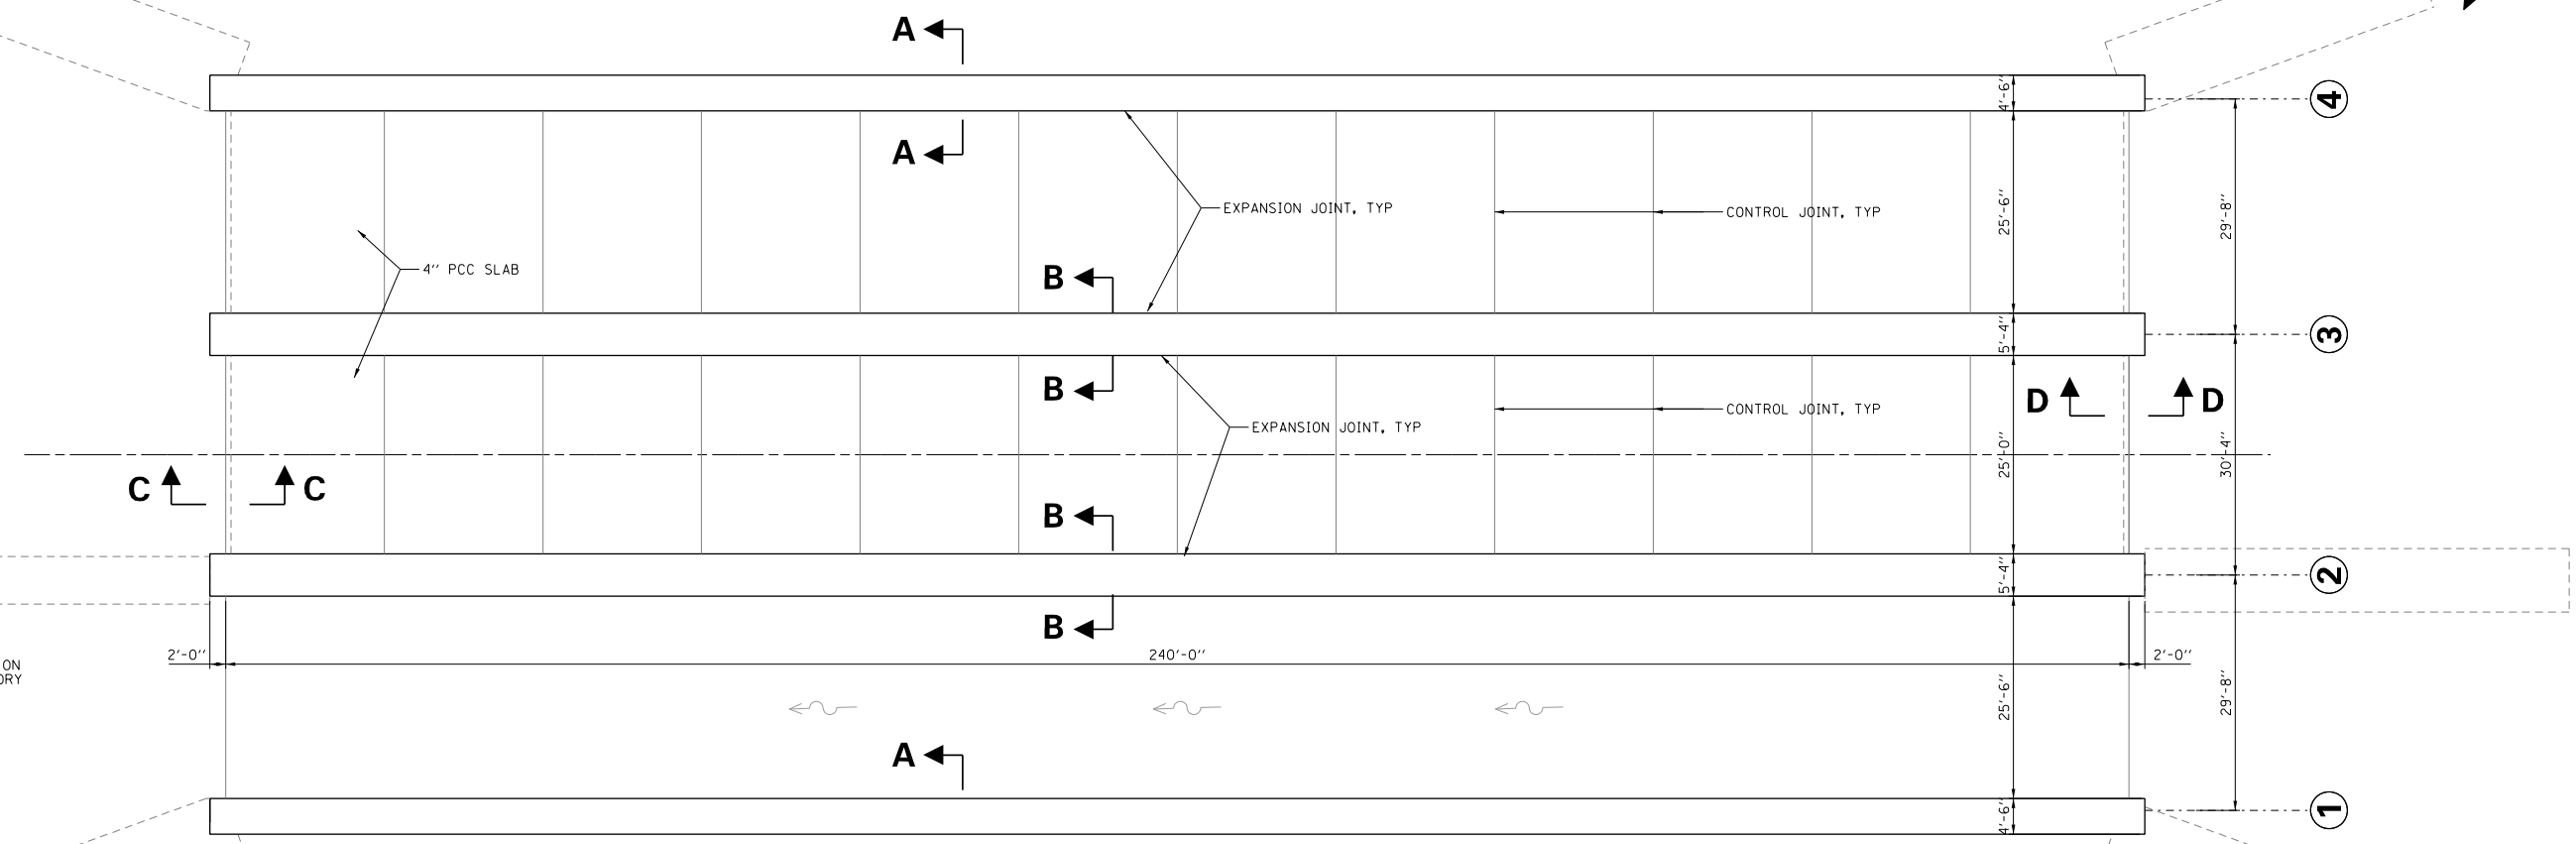 A
4'-6"
4
A
EXPANSION JOINT, TYP
CONTROL JOINT, TYP
25'-6"
29'-8"
4" PCC SLAB
B
5'-4"
3
B
D
D
CONTROL JOINT, TYP
EXPANSION JOINT, TYP
25'-0"
30'-4"
C
C
B
5'-4"
2
B
2'-0"
240'-0"
2'-0"
ON
ORY
25'-6"
29'-8"
A
4'-6"
1